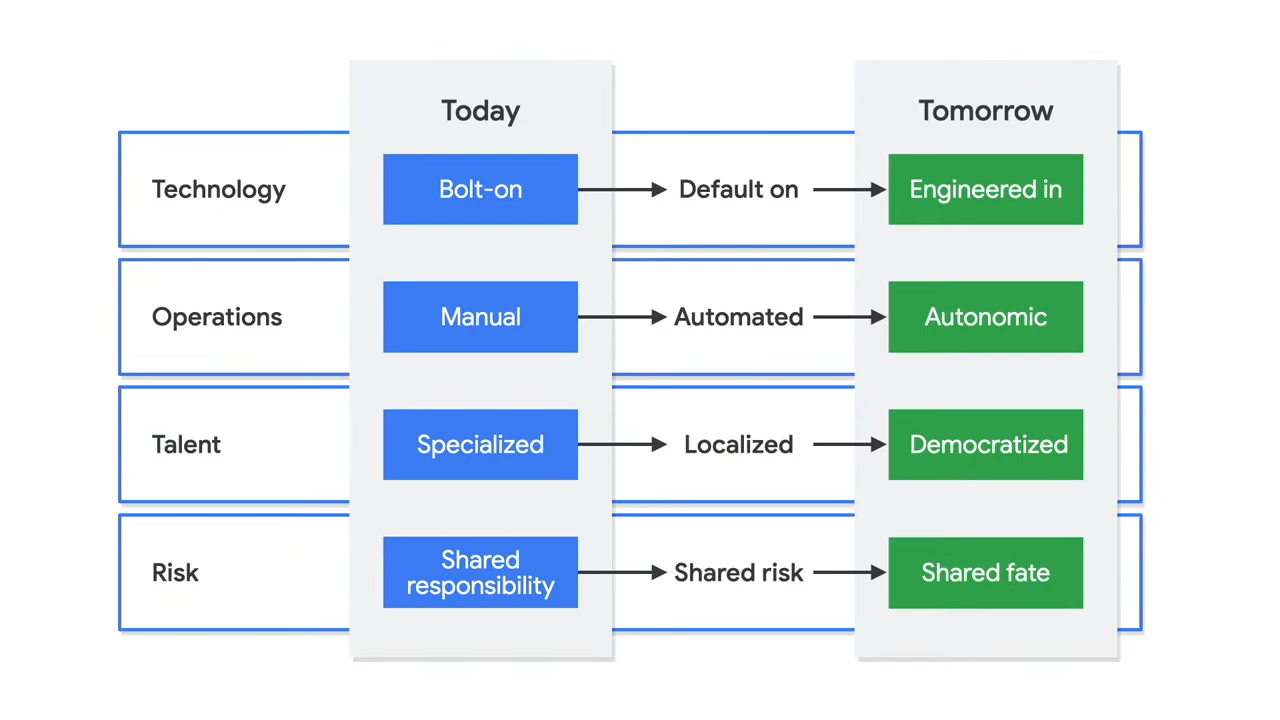 Today
Tomorrow
Technology
Bolt-on
Default on
Engineered in
Operations
Manual
Automated
Autonomic
Talent
Specialized
Localized
Democratized
Risk
Shared
responsibility
Shared risk
Shared fate